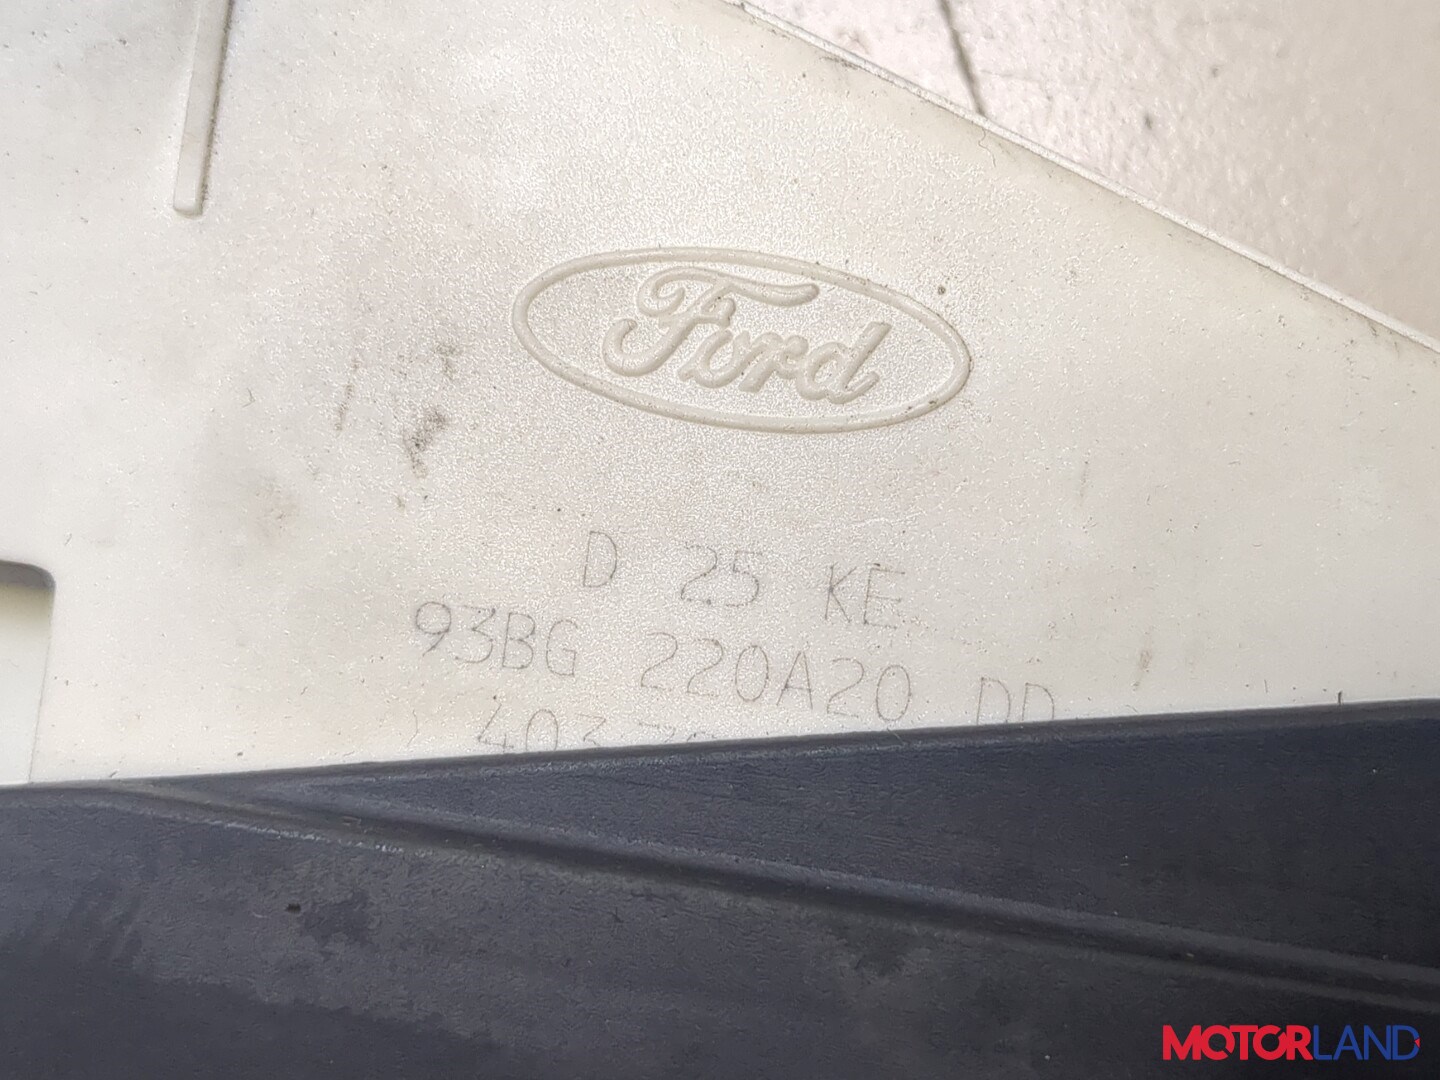 Ford
D 25 KE
93BG 220A20 DD
MOTORLAND